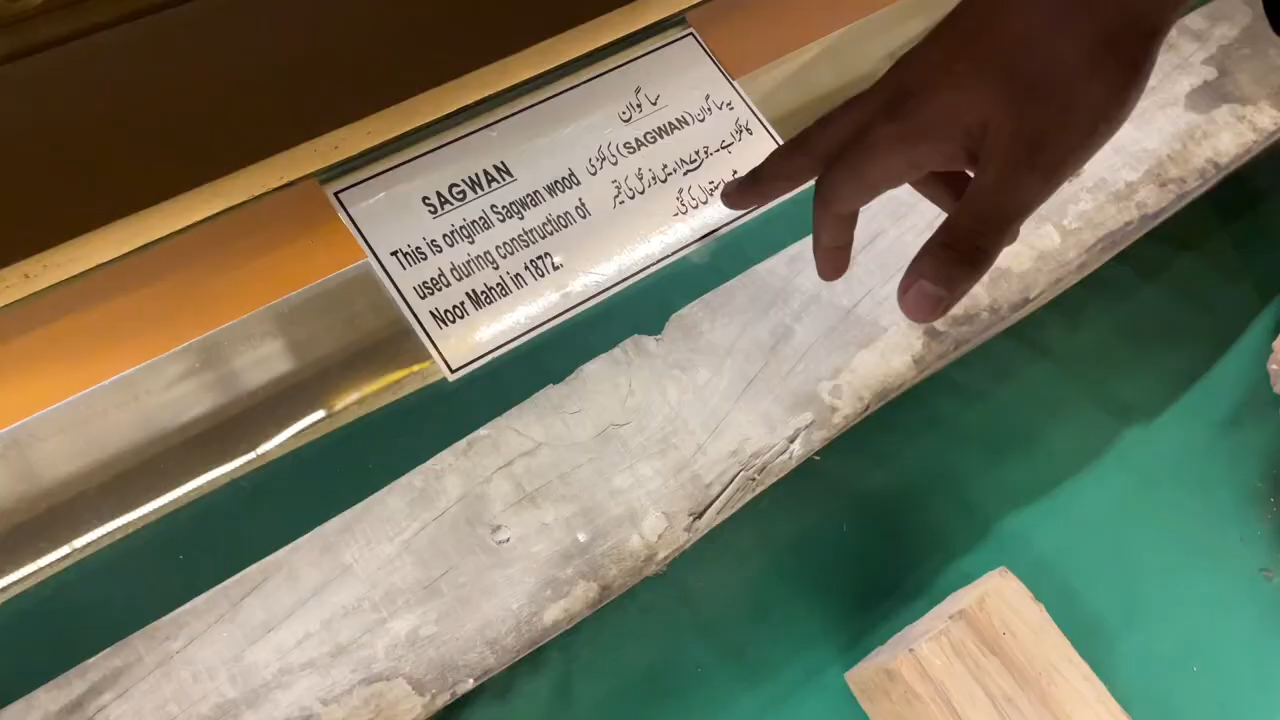 SAGWAN
This is original Sagwan wood
used during construction of
Noor Mahal in 1872.
ساگوان
یہ ساگوان (SAGWAN) کی لکڑی
کا ٹکڑا ہے۔ جو ۱۸۷۲ء میں نور محل کی تعمیر
میں استعمال کی گئی۔